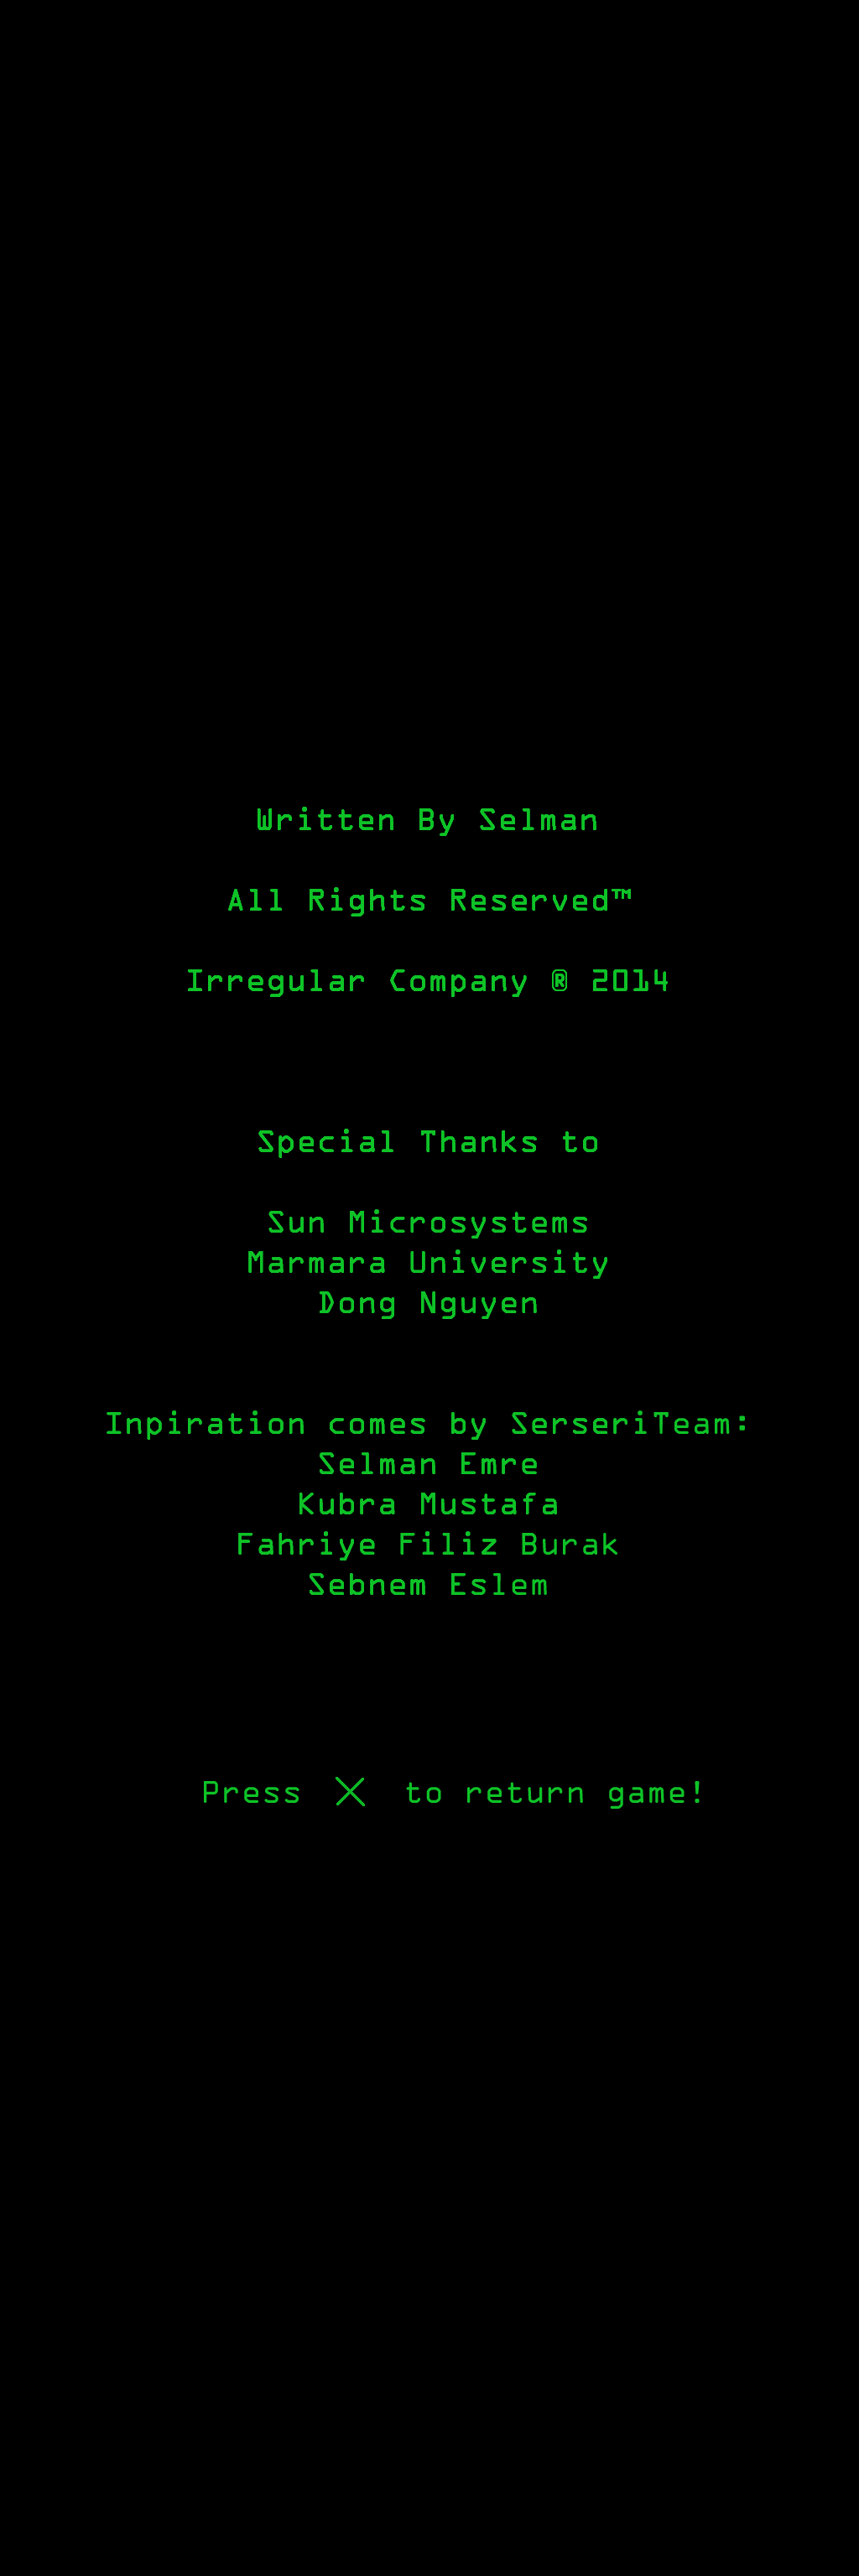 Written By Selman
All Rights Reserved™
Irregular Company ® 2014
Special Thanks to
Sun Microsystems
Marmara University
Dong Nguyen
Inpiration comes by SerseriTeam:
Selman Emre
Kubra Mustafa
Fahriye Filiz Burak
Sebnem Eslem
Press X to return game!